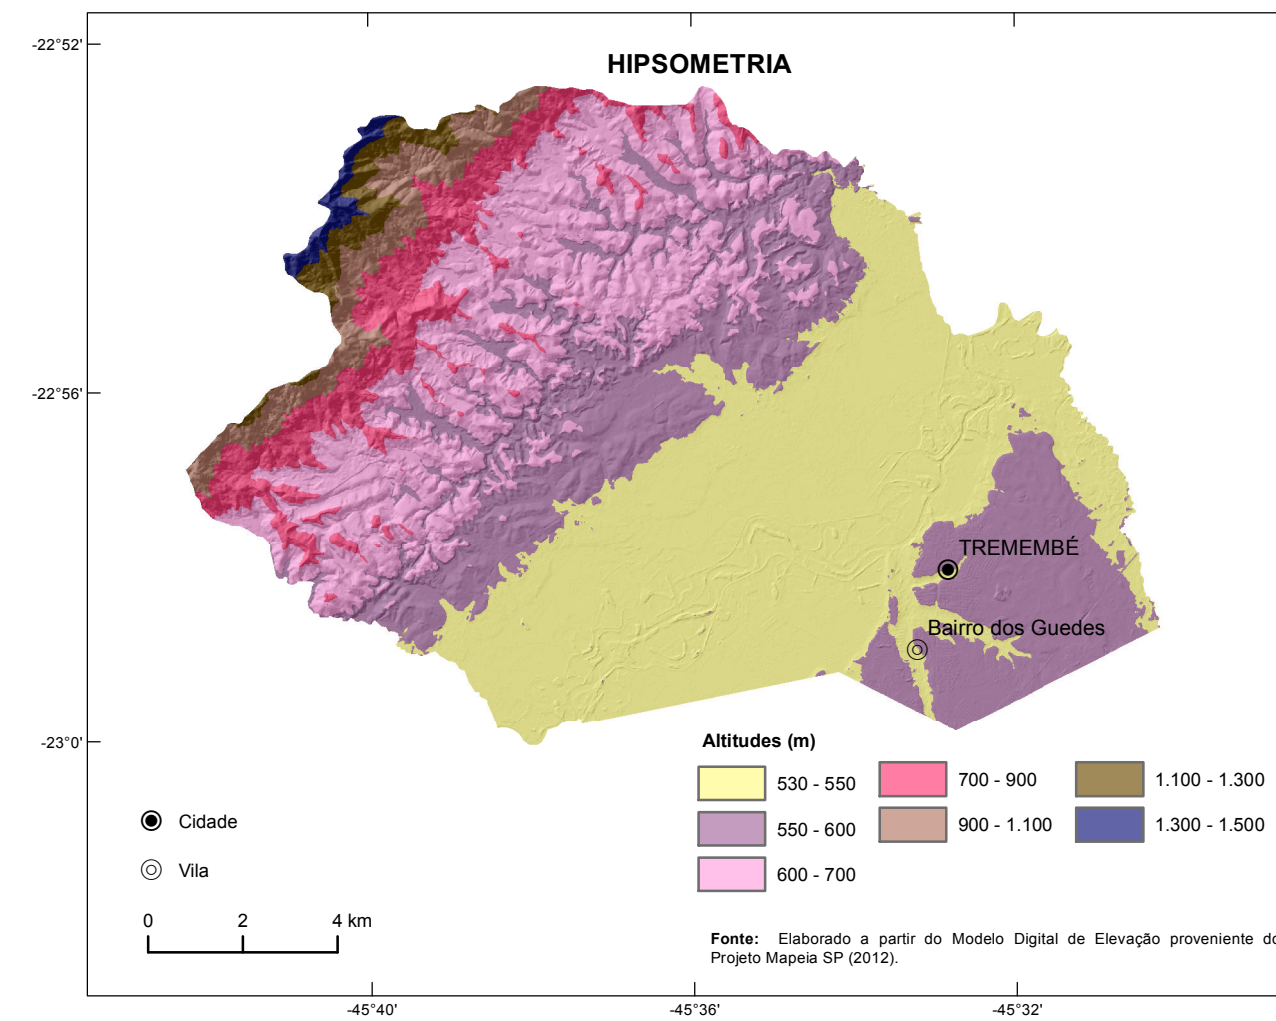 HIPSOMETRIA
-22°52'
-22°56'
-23°0'
TREMEMBÉ
Bairro dos Guedes
Altitudes (m)
530 - 550
550 - 600
600 - 700
700 - 900
900 - 1.100
1.100 - 1.300
1.300 - 1.500
Cidade
Vila
0 2 4 km
Fonte: Elaborado a partir do Modelo Digital de Elevação proveniente do
Projeto Mapeia SP (2012).
-45°40' -45°36' -45°32'